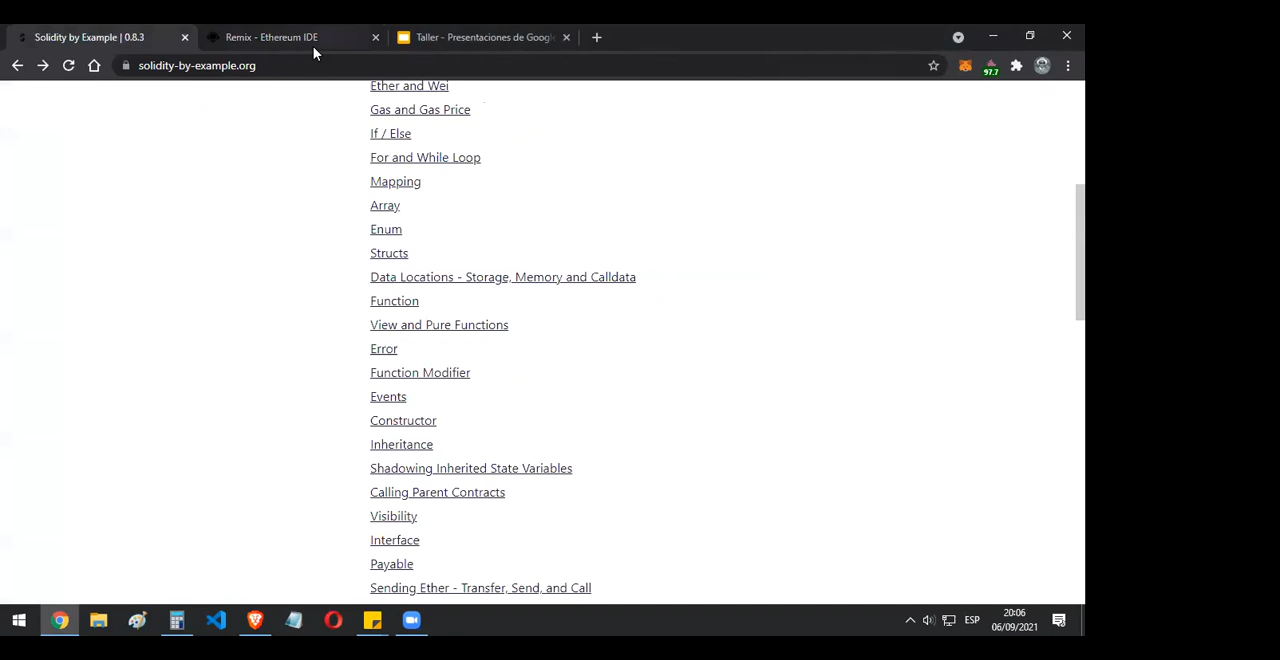 Solidity by Example | 0.8.3
Remix - Ethereum IDE
Taller - Presentaciones de Googl
solidity-by-example.org
97.7
Ether and Wei
Gas and Gas Price
If / Else
For and While Loop
Mapping
Array
Enum
Structs
Data Locations - Storage, Memory and Calldata
Function
View and Pure Functions
Error
Function Modifier
Events
Constructor
Inheritance
Shadowing Inherited State Variables
Calling Parent Contracts
Visibility
Interface
Payable
Sending Ether - Transfer, Send, and Call
ESP
20:06
06/09/2021